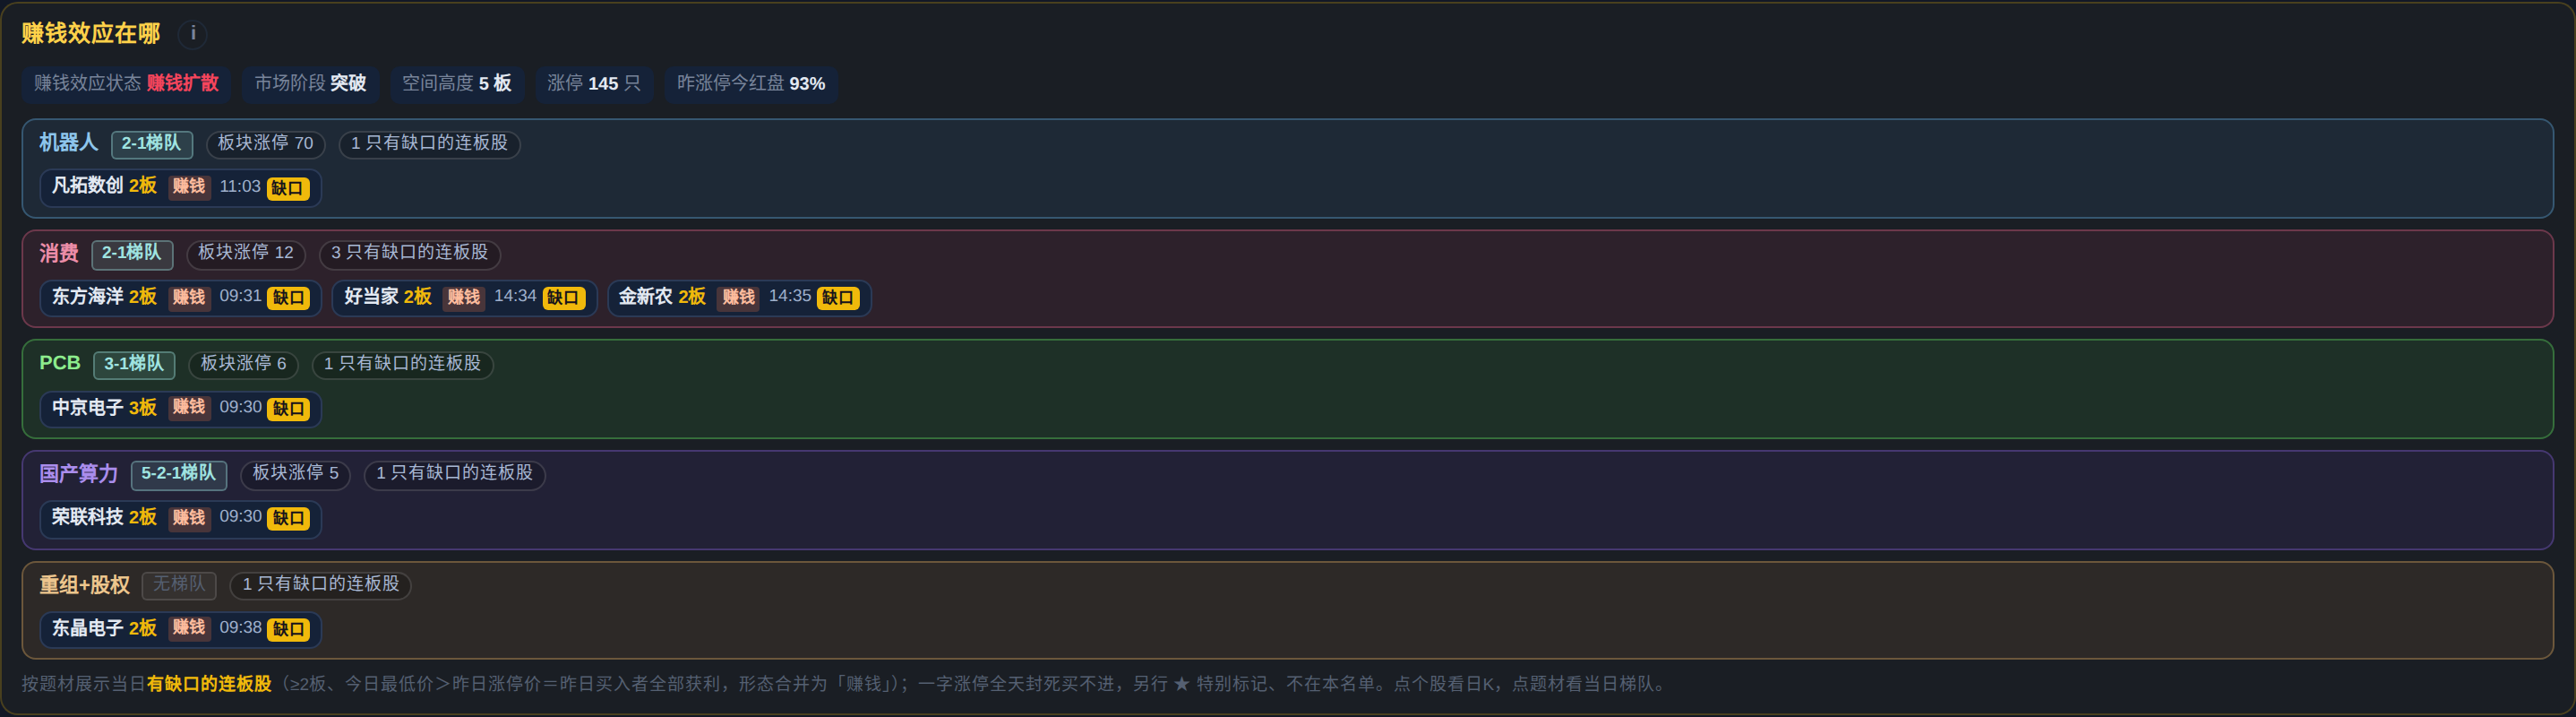 赚钱效应在哪 i
赚钱效应状态 赚钱扩散 市场阶段 突破 空间高度 5 板 涨停 145 只 昨涨停今红盘 93%
机器人 2-1梯队 板块涨停 70 1 只有缺口的连板股
凡拓数创 2板 赚钱 11:03 缺口
消费 2-1梯队 板块涨停 12 3 只有缺口的连板股
东方海洋 2板 赚钱 09:31 缺口 好当家 2板 赚钱 14:34 缺口 金新农 2板 赚钱 14:35 缺口
PCB 3-1梯队 板块涨停 6 1 只有缺口的连板股
中京电子 3板 赚钱 09:30 缺口
国产算力 5-2-1梯队 板块涨停 5 1 只有缺口的连板股
荣联科技 2板 赚钱 09:30 缺口
重组+股权 无梯队 1 只有缺口的连板股
东晶电子 2板 赚钱 09:38 缺口
按题材展示当日有缺口的连板股（≥2板、今日最低价＞昨日涨停价＝昨日买入者全部获利，形态合并为「赚钱」）；一字涨停全天封死买不进，另行 ★ 特别标记、不在本名单。点个股看日K，点题材看当日梯队。